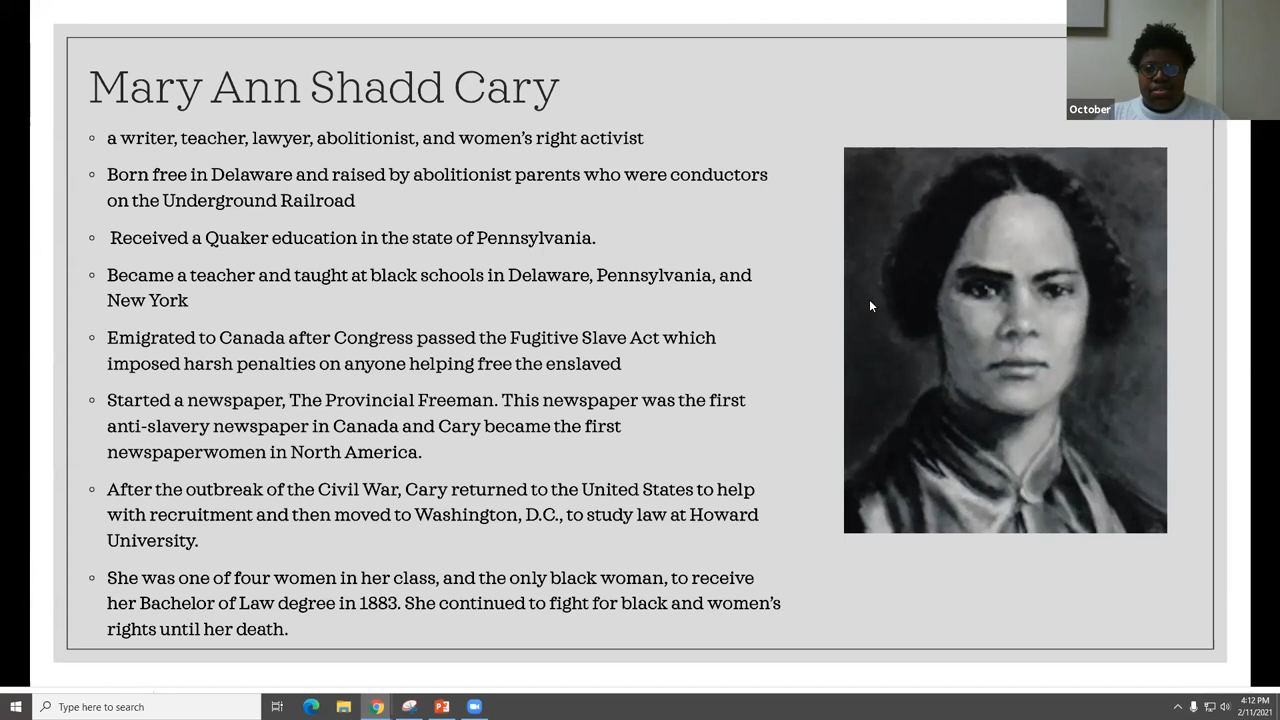 Mary Ann Shadd Cary
October
◦ a writer, teacher, lawyer, abolitionist, and women's right activist
◦ Born free in Delaware and raised by abolitionist parents who were conductors
on the Underground Railroad
◦ Received a Quaker education in the state of Pennsylvania.
◦ Became a teacher and taught at black schools in Delaware, Pennsylvania, and
New York
◦ Emigrated to Canada after Congress passed the Fugitive Slave Act which
imposed harsh penalties on anyone helping free the enslaved
◦ Started a newspaper, The Provincial Freeman. This newspaper was the first
anti-slavery newspaper in Canada and Cary became the first
newspaperwomen in North America.
◦ After the outbreak of the Civil War, Cary returned to the United States to help
with recruitment and then moved to Washington, D.C., to study law at Howard
University.
◦ She was one of four women in her class, and the only black woman, to receive
her Bachelor of Law degree in 1883. She continued to fight for black and women's
rights until her death.
Type here to search
4:12 PM
2/11/2021